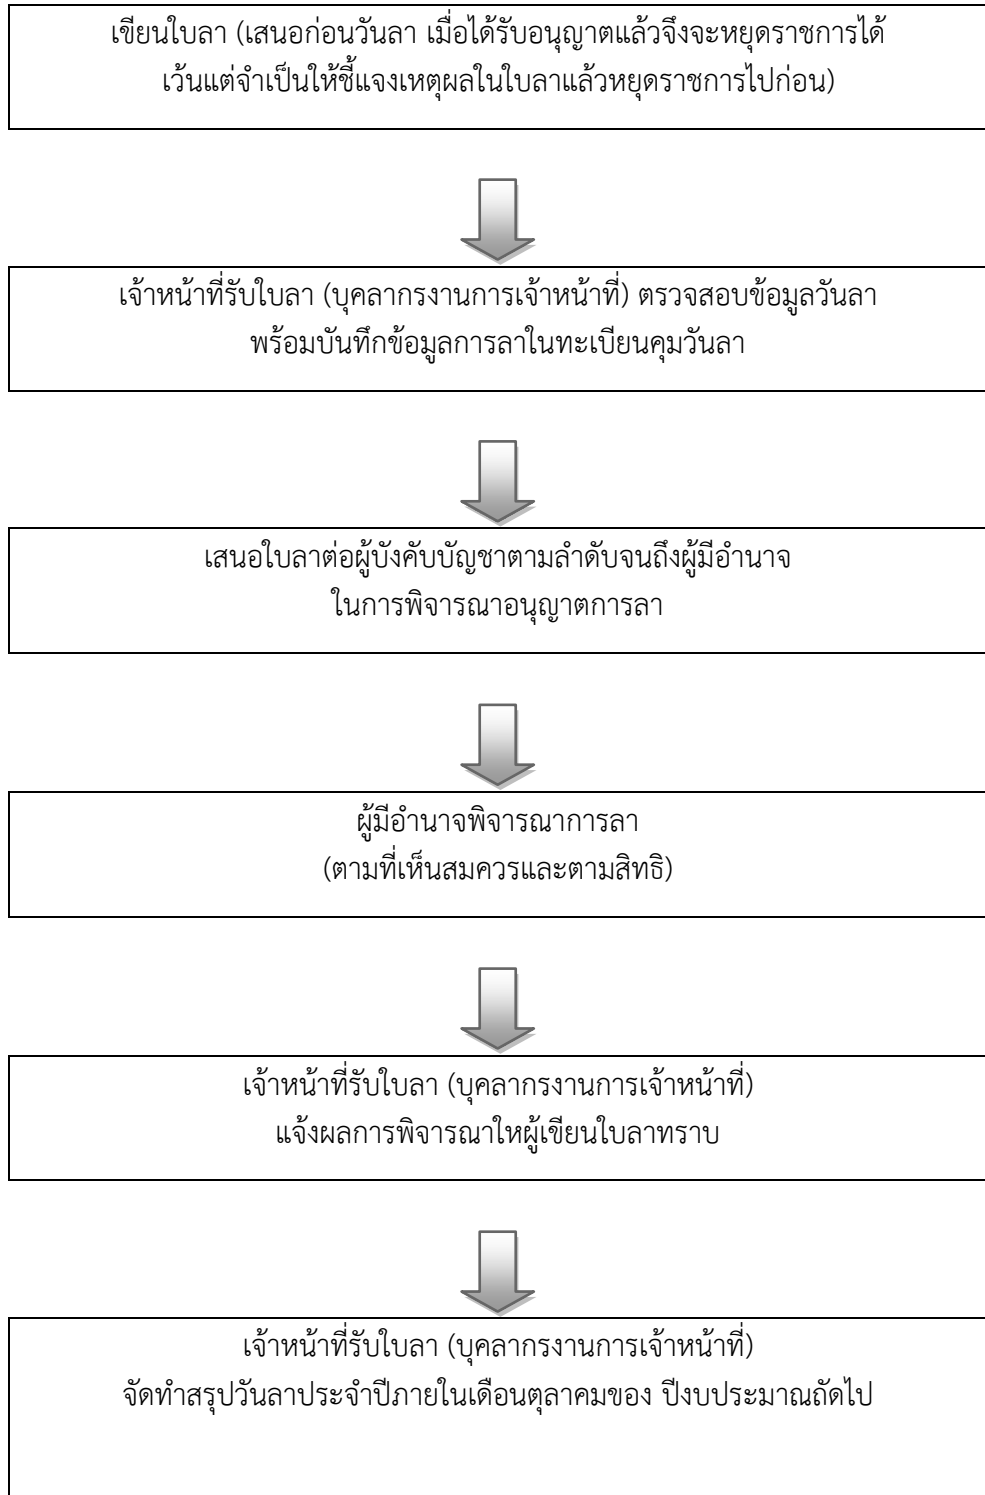 เขียนใบลา (เสนอก่อนวันลา เมื่อได้รับอนุญาตแล้วจึงจะหยุดราชการได้
เว้นแต่จำเป็นให้ชี้แจงเหตุผลในใบลาแล้วหยุดราชการไปก่อน)
เจ้าหน้าที่รับใบลา (บุคลากรงานการเจ้าหน้าที่) ตรวจสอบข้อมูลวันลา
พร้อมบันทึกข้อมูลการลาในทะเบียนคุมวันลา
เสนอใบลาต่อผู้บังคับบัญชาตามลำดับจนถึงผู้มีอำนาจ
ในการพิจารณาอนุญาตการลา
ผู้มีอำนาจพิจารณาการลา
(ตามที่เห็นสมควรและตามสิทธิ)
เจ้าหน้าที่รับใบลา (บุคลากรงานการเจ้าหน้าที่)
แจ้งผลการพิจารณาใหผู้เขียนใบลาทราบ
เจ้าหน้าที่รับใบลา (บุคลากรงานการเจ้าหน้าที่)
จัดทำสรุปวันลาประจำปีภายในเดือนตุลาคมของ ปีงบประมาณถัดไป